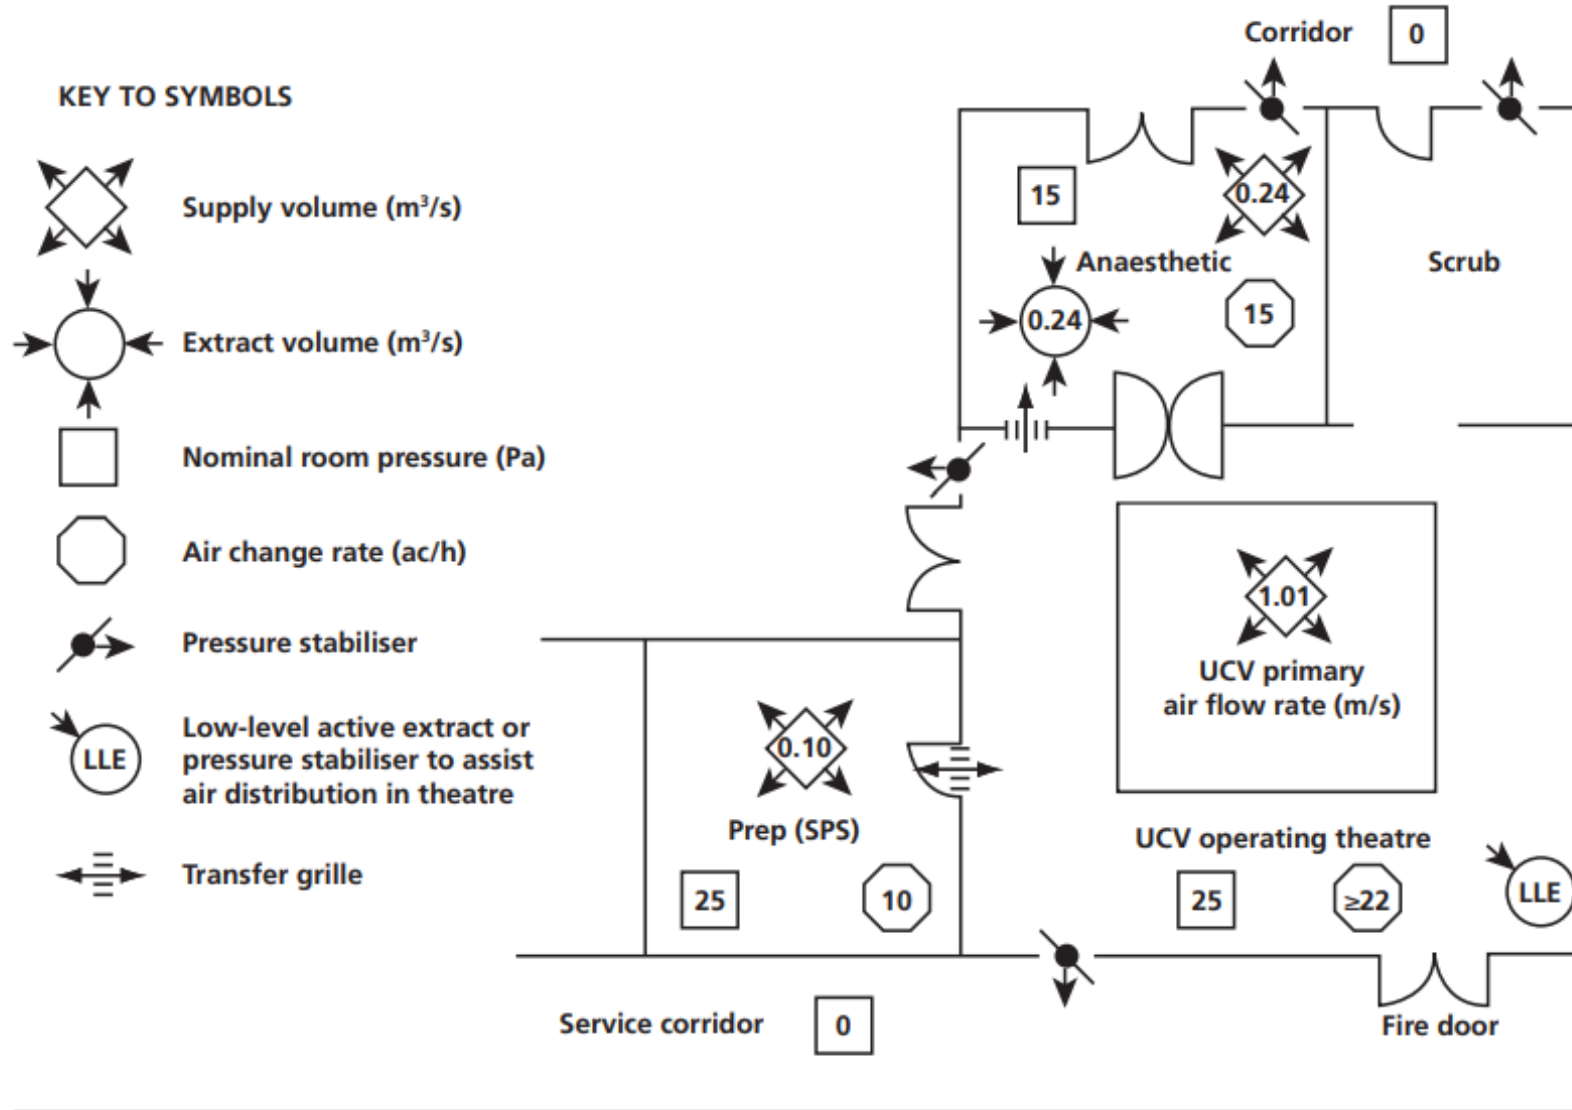 KEY TO SYMBOLS
Supply volume (m³/s)
Extract volume (m³/s)
Nominal room pressure (Pa)
Air change rate (ac/h)
Pressure stabiliser
LLE
Low-level active extract or
pressure stabiliser to assist
air distribution in theatre
Transfer grille
Corridor
0
15
0.24
Anaesthetic
0.24
15
Scrub
1.01
UCV primary
air flow rate (m/s)
0.10
Prep (SPS)
25
10
UCV operating theatre
25
≥22
LLE
Service corridor
0
Fire door